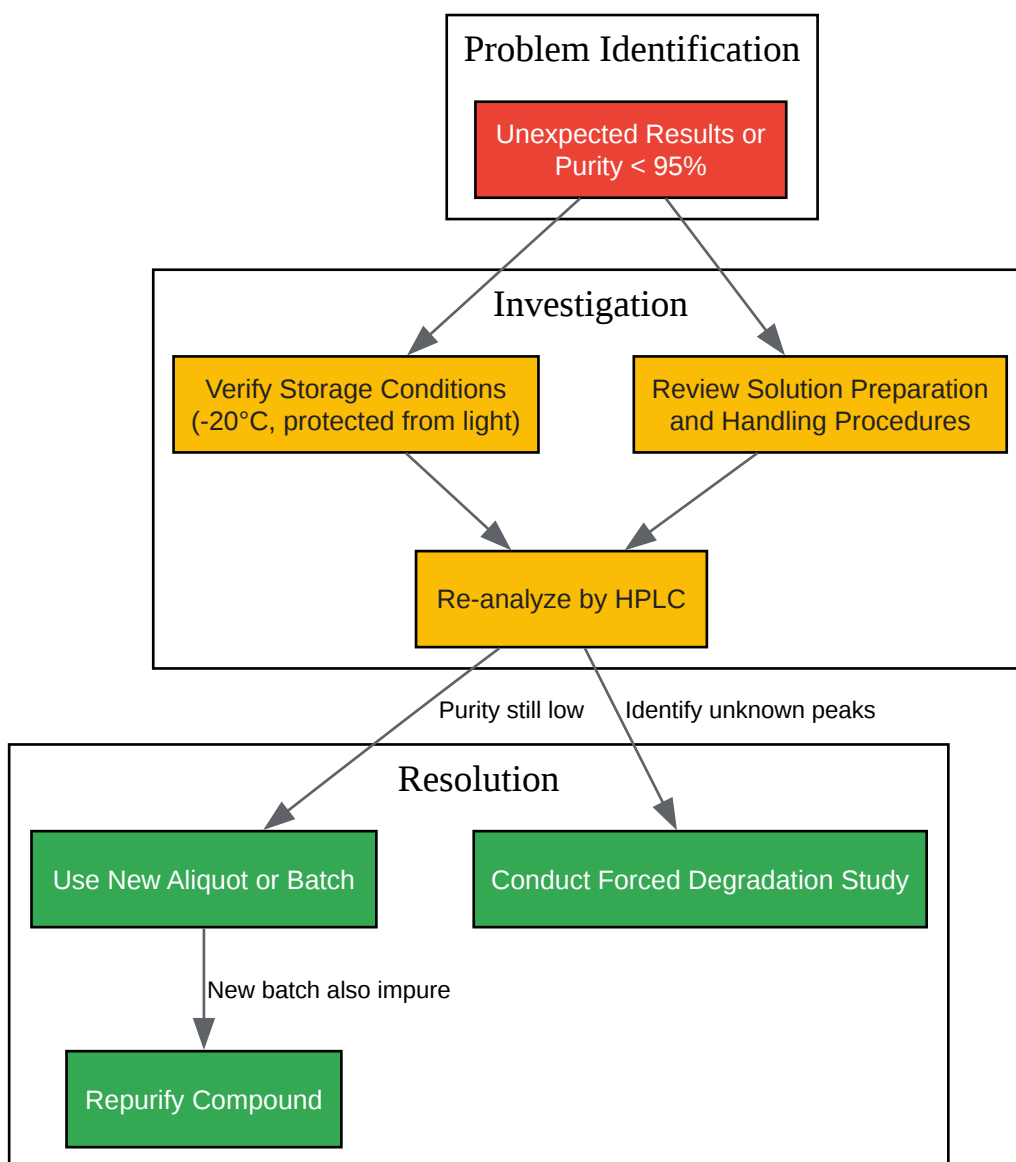 Problem Identification
Unexpected Results or
Purity < 95%
Investigation
Verify Storage Conditions
(-20°C, protected from light)
Review Solution Preparation
and Handling Procedures
Re-analyze by HPLC
Purity still low
Identify unknown peaks
Resolution
Use New Aliquot or Batch
Conduct Forced Degradation Study
New batch also impure
Repurify Compound